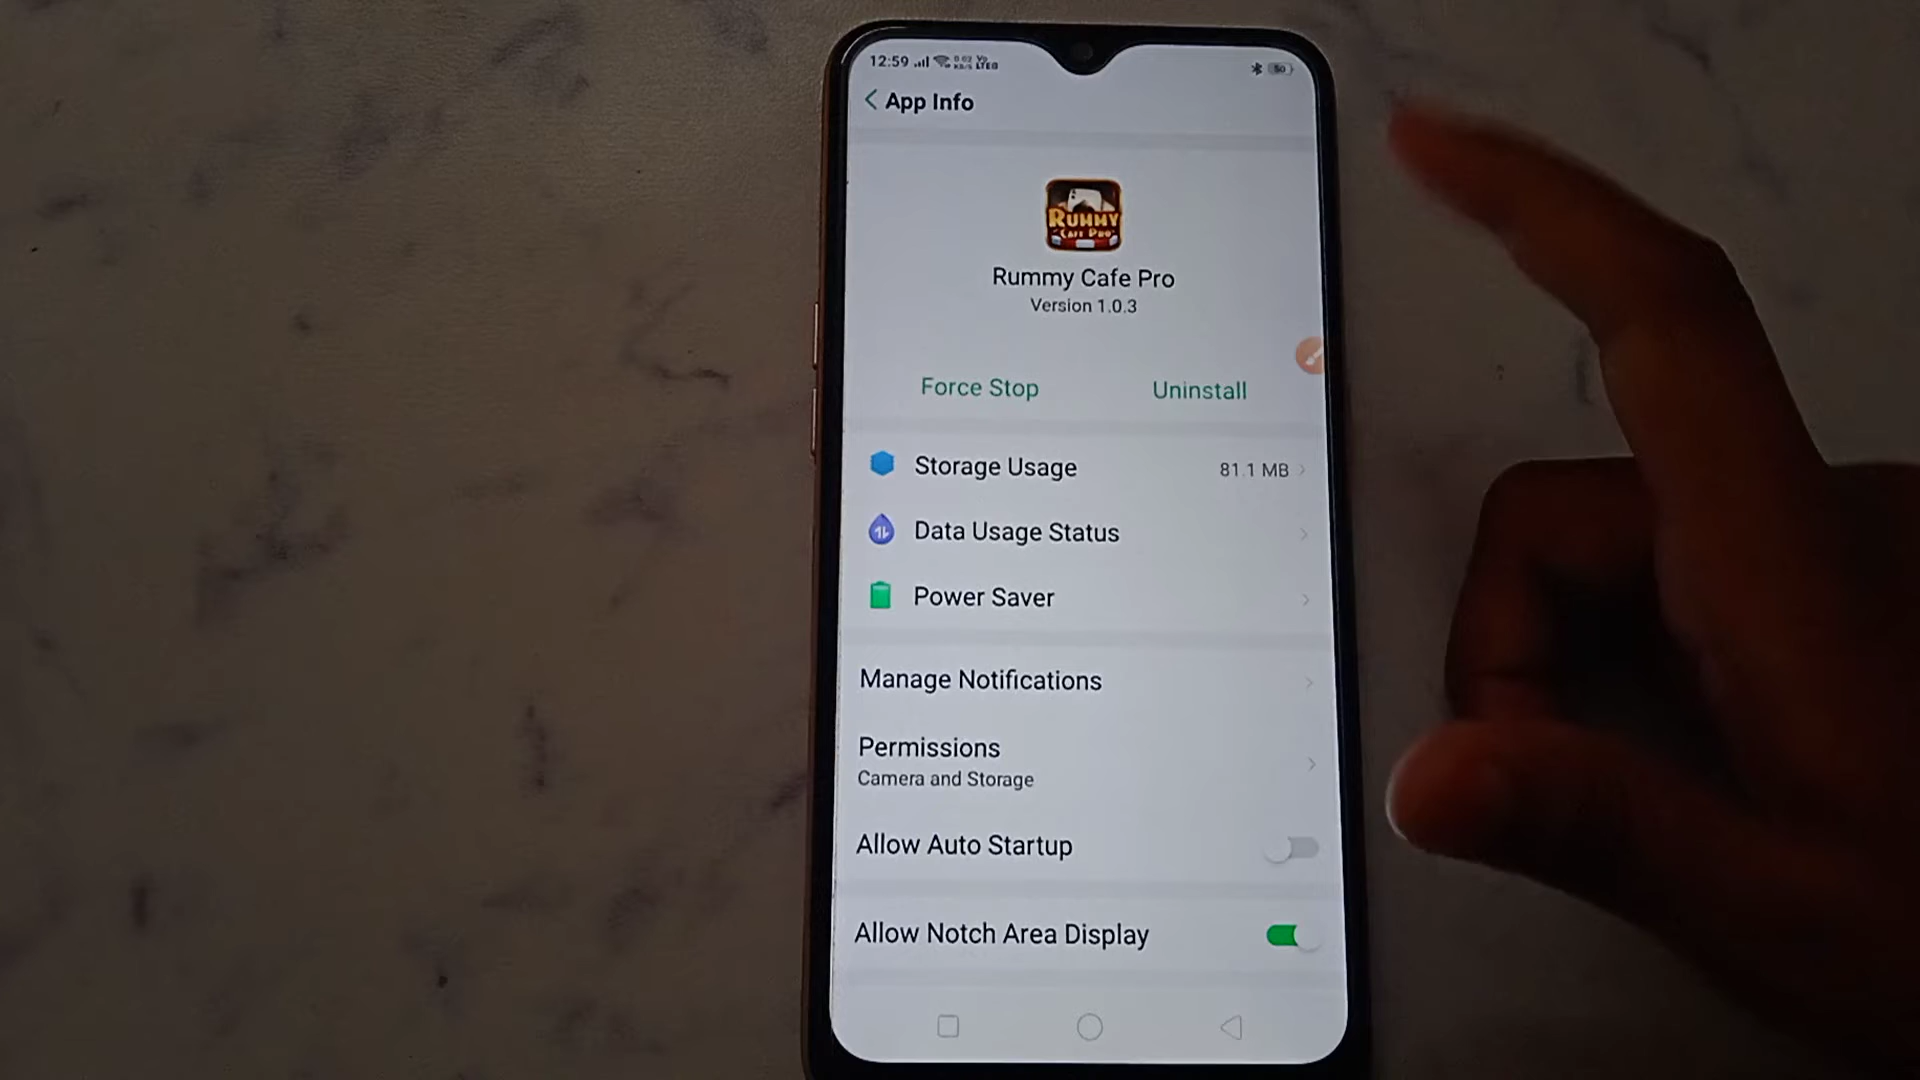 12:59
App Info
RUMMY
CAFE PRO
Rummy Cafe Pro
Version 1.0.3
Force Stop
Uninstall
Storage Usage
81.1 MB
Data Usage Status
Power Saver
Manage Notifications
Permissions
Camera and Storage
Allow Auto Startup
Allow Notch Area Display